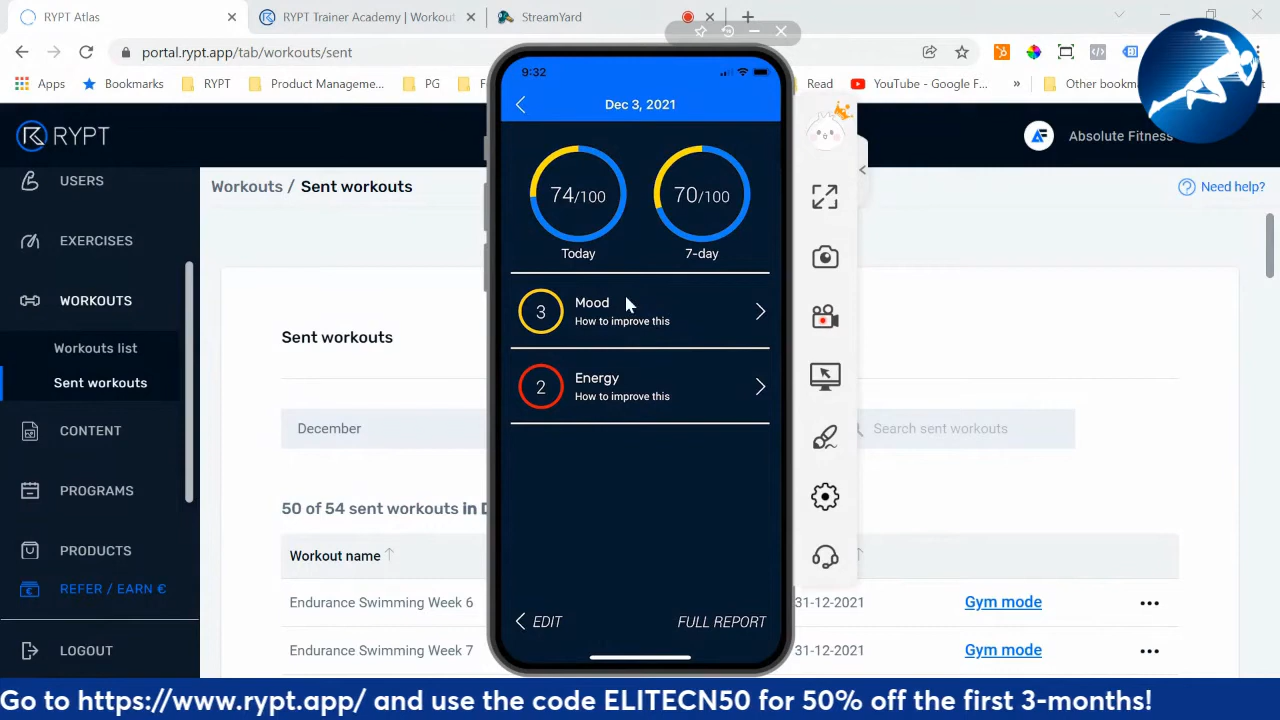 RYPT Atlas
RYPT Trainer Academy | Workout
StreamYard
portal.rypt.app/tab/workouts/sent
Apps
Bookmarks
RYPT
Product Manageme...
PG
Read
YouTube - Google F...
Other bookm
RYPT
Absolute Fitness
USERS
EXERCISES
WORKOUTS
Workouts list
Sent workouts
CONTENT
PROGRAMS
PRODUCTS
REFER / EARN €
LOGOUT
Workouts / Sent workouts
Need help?
Sent workouts
December
Search sent workouts
50 of 54 sent workouts in D
Workout name
Endurance Swimming Week 6
31-12-2021
Gym mode
Endurance Swimming Week 7
31-12-2021
Gym mode
9:32
Dec 3, 2021
74/100
70/100
Today
7-day
3
Mood
How to improve this
2
Energy
How to improve this
EDIT
FULL REPORT
Go to https://www.rypt.app/ and use the code ELITECN50 for 50% off the first 3-months!